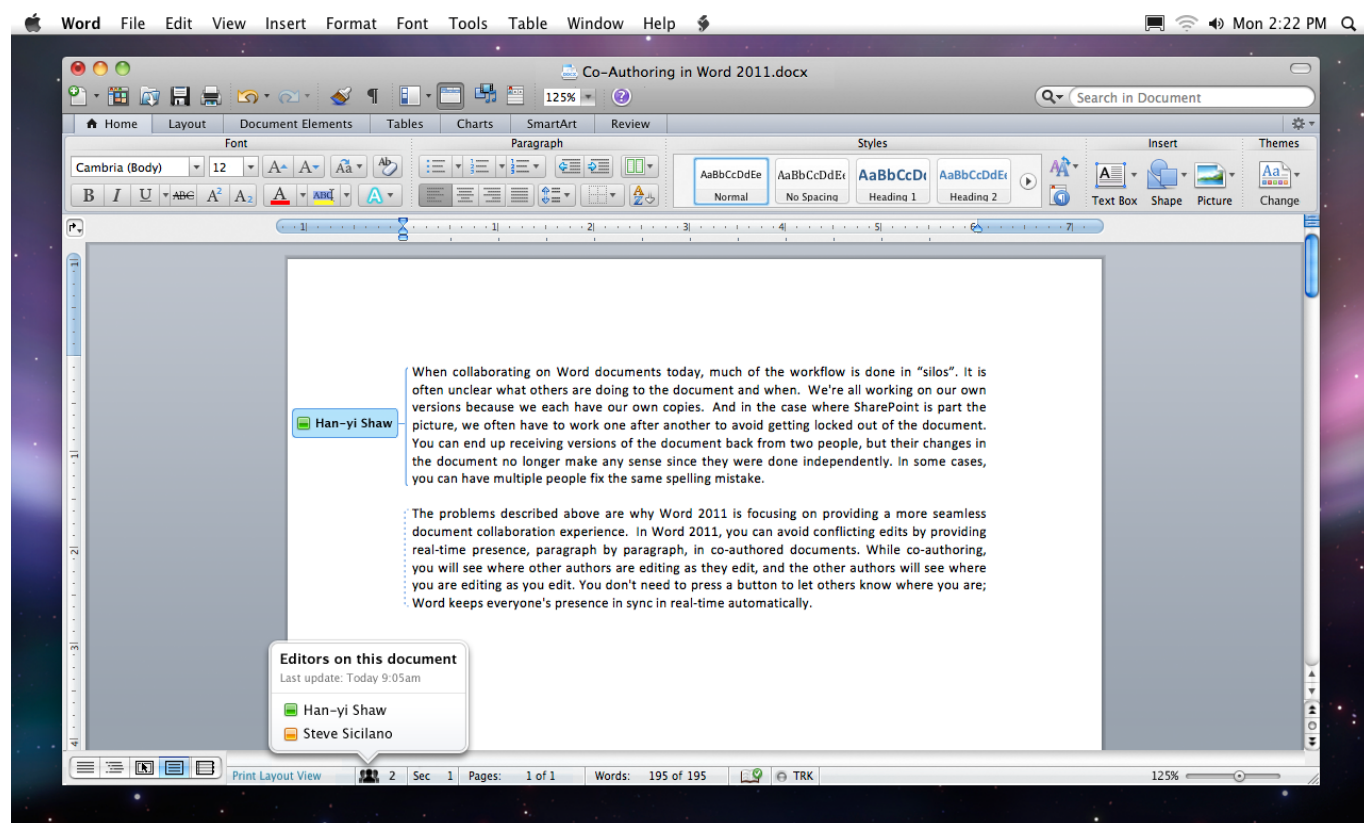 Word File Edit View Insert Format Font Tools Table Window Help Mon 2:22 PM
Co-Authoring in Word 2011.docx
125% Search in Document
Home Layout Document Elements Tables Charts SmartArt Review
Font Paragraph Styles Insert Themes
Cambria (Body) 12 A A Aa Ab AaBbCcDdEe AaBbCcDdEe AaBbCcDd AaBbCcDdEe
B I U ABC A2 A2 A ABC A Normal No Spacing Heading 1 Heading 2 Text Box Shape Picture Change
1 1 2 3 4 5 6 7
When collaborating on Word documents today, much of the workflow is done in “silos”. It is
often unclear what others are doing to the document and when. We're all working on our own
versions because we each have our own copies. And in the case where SharePoint is part the
Han-yi Shaw
picture, we often have to work one after another to avoid getting locked out of the document.
You can end up receiving versions of the document back from two people, but their changes in
the document no longer make any sense since they were done independently. In some cases,
you can have multiple people fix the same spelling mistake.
The problems described above are why Word 2011 is focusing on providing a more seamless
document collaboration experience. In Word 2011, you can avoid conflicting edits by providing
real-time presence, paragraph by paragraph, in co-authored documents. While co-authoring,
you will see where other authors are editing as they edit, and the other authors will see where
you are editing as you edit. You don't need to press a button to let others know where you are;
Word keeps everyone's presence in sync in real-time automatically.
Editors on this document
Last update: Today 9:05am
Han-yi Shaw
Steve Sicilano
Print Layout View 2 Sec 1 Pages: 1 of 1 Words: 195 of 195 TRK 125%